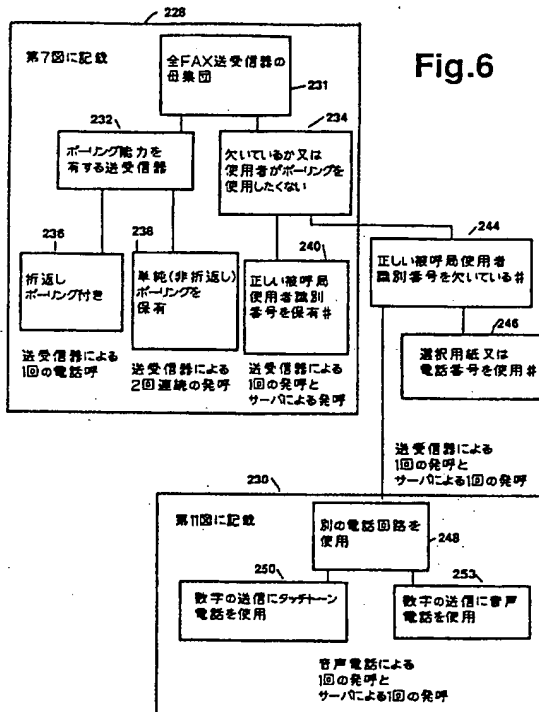 228
第7図に記載
全FAX送受信器の
母集団
231
Fig.6
232
ポーリング能力を
有する送受信器
234
欠いているか又は
使用者がポーリングを
使用したくない
236
折返し
ポーリング付き
238
単純(非折返し)
ポーリングを
保有
240
正しい被呼局
使用者識別
番号を保有#
244
正しい被呼局使用者
識別番号を欠いている#
246
選択用紙又は
電話番号を使用#
送受信器による
1回の電話呼
送受信器による
2回連続の発呼
送受信器による
1回の発呼と
サーバによる発呼
送受信器による
1回の発呼と
サーバによる1回の発呼
230
第11図に記載
別の電話回路を
使用
248
250
数字の送信にタッチトーン
電話を使用
253
数字の送信に音声
電話を使用
音声電話による
1回の発呼と
サーバによる1回の発呼